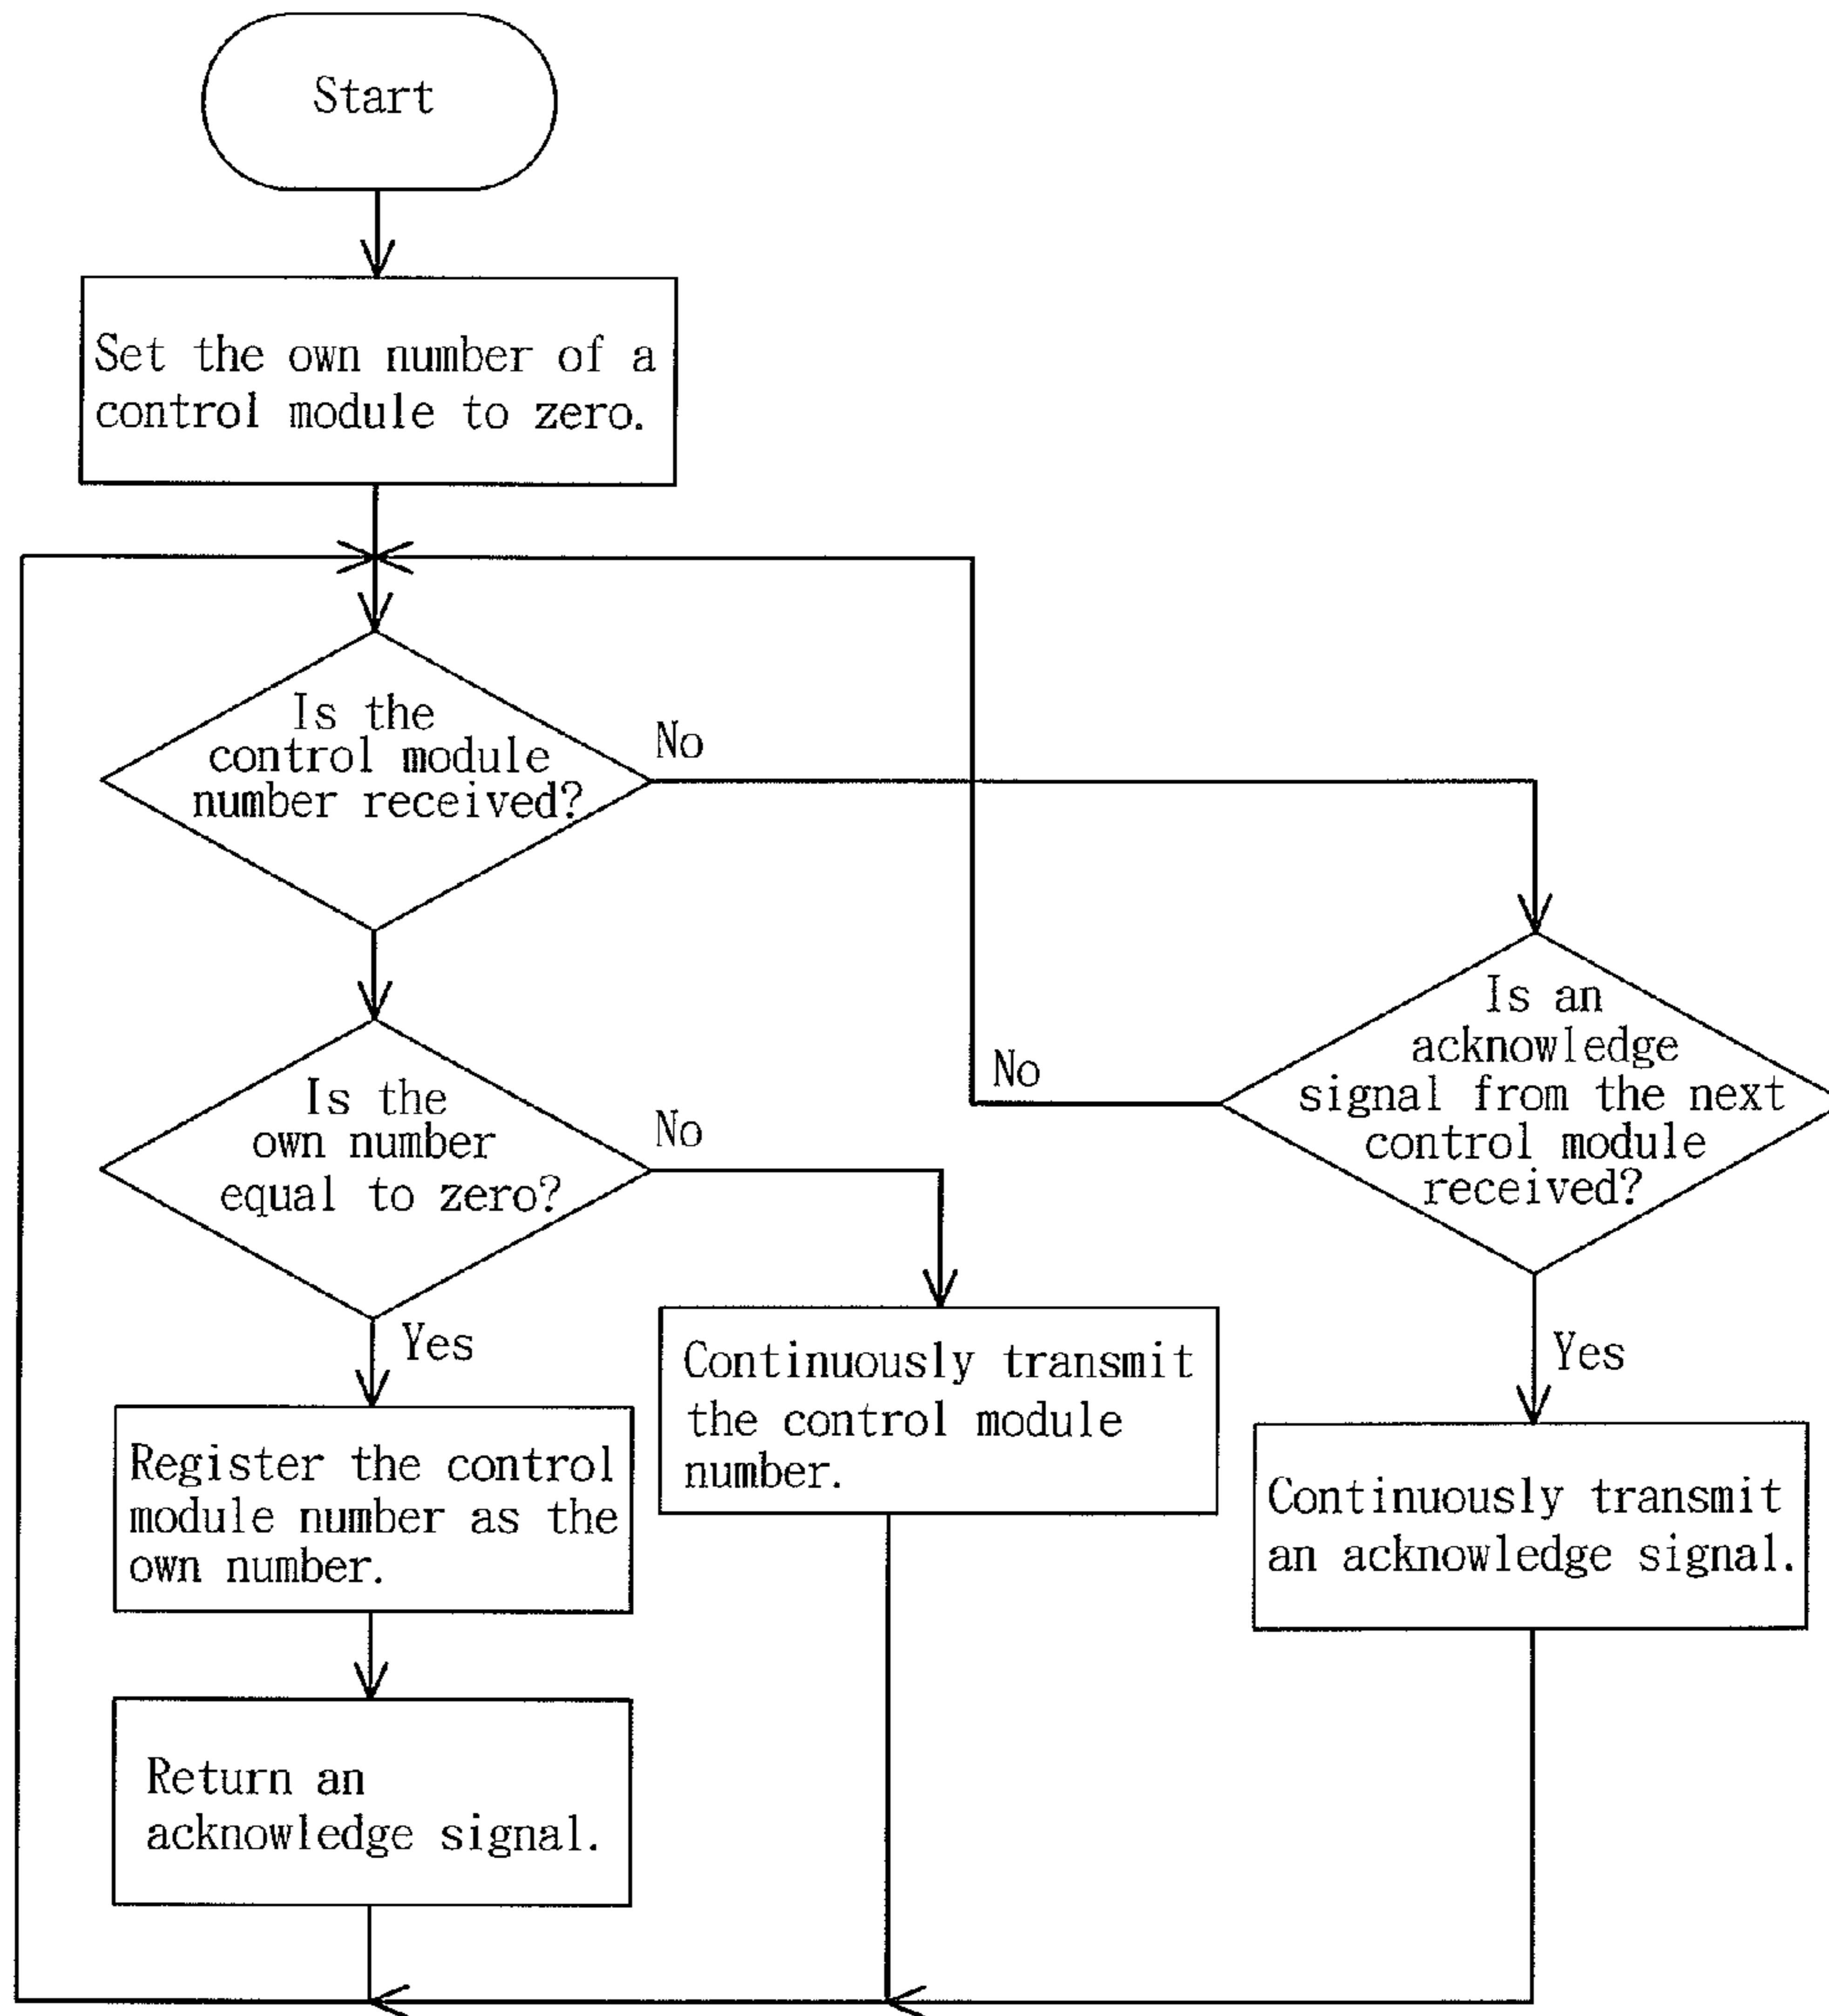 Start
Set the own number of a
control module to zero.
Is the
control module
number received?
No
Is an
acknowledge
signal from the next
control module
received?
No
Is the
own number
equal to zero?
No
Yes
Yes
Continuously transmit
the control module
number.
Register the control
module number as the
own number.
Continuously transmit
an acknowledge signal.
Return an
acknowledge signal.